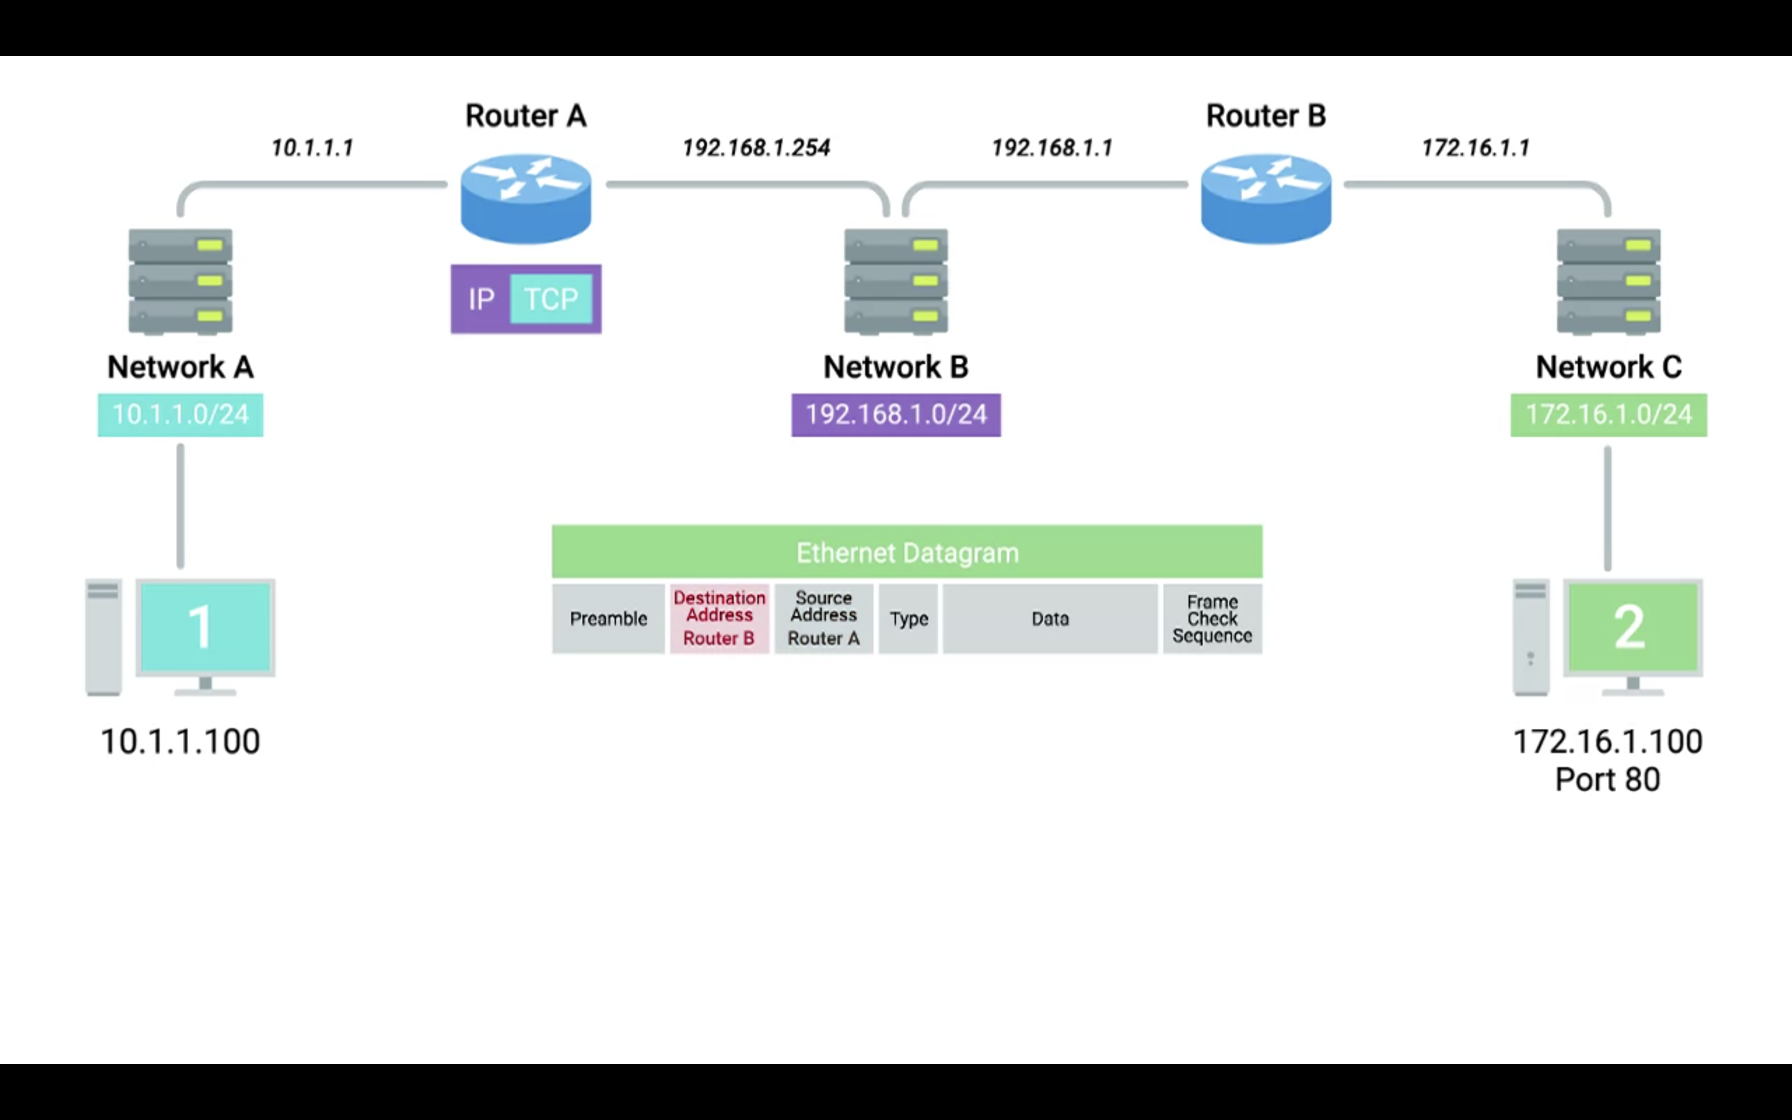 Router A
Router B
10.1.1.1
192.168.1.254
192.168.1.1
172.16.1.1
IP
TCP
Network A
Network B
Network C
10.1.1.0/24
192.168.1.0/24
172.16.1.0/24
Ethernet Datagram
Preamble
Destination
Address
Router B
Source
Address
Router A
Type
Data
Frame
Check
Sequence
1
2
10.1.1.100
172.16.1.100
Port 80